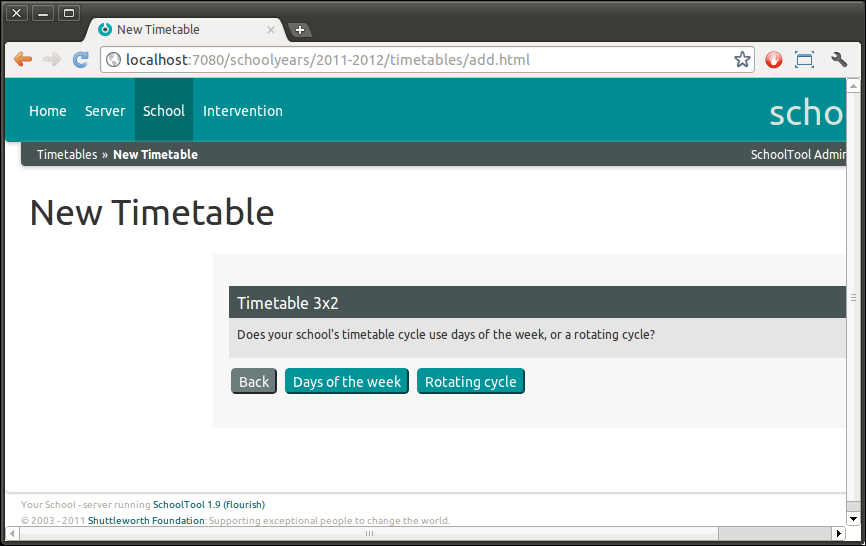 New Timetable
localhost:7080/schoolyears/2011-2012/timetables/add.html
Home Server School Intervention scho
Timetables » New Timetable SchoolTool Admin
New Timetable
Timetable 3x2
Does your school's timetable cycle use days of the week, or a rotating cycle?
Back Days of the week Rotating cycle
Your School - server running SchoolTool 1.9 (flourish)
© 2003 - 2011 Shuttleworth Foundation: Supporting exceptional people to change the world.